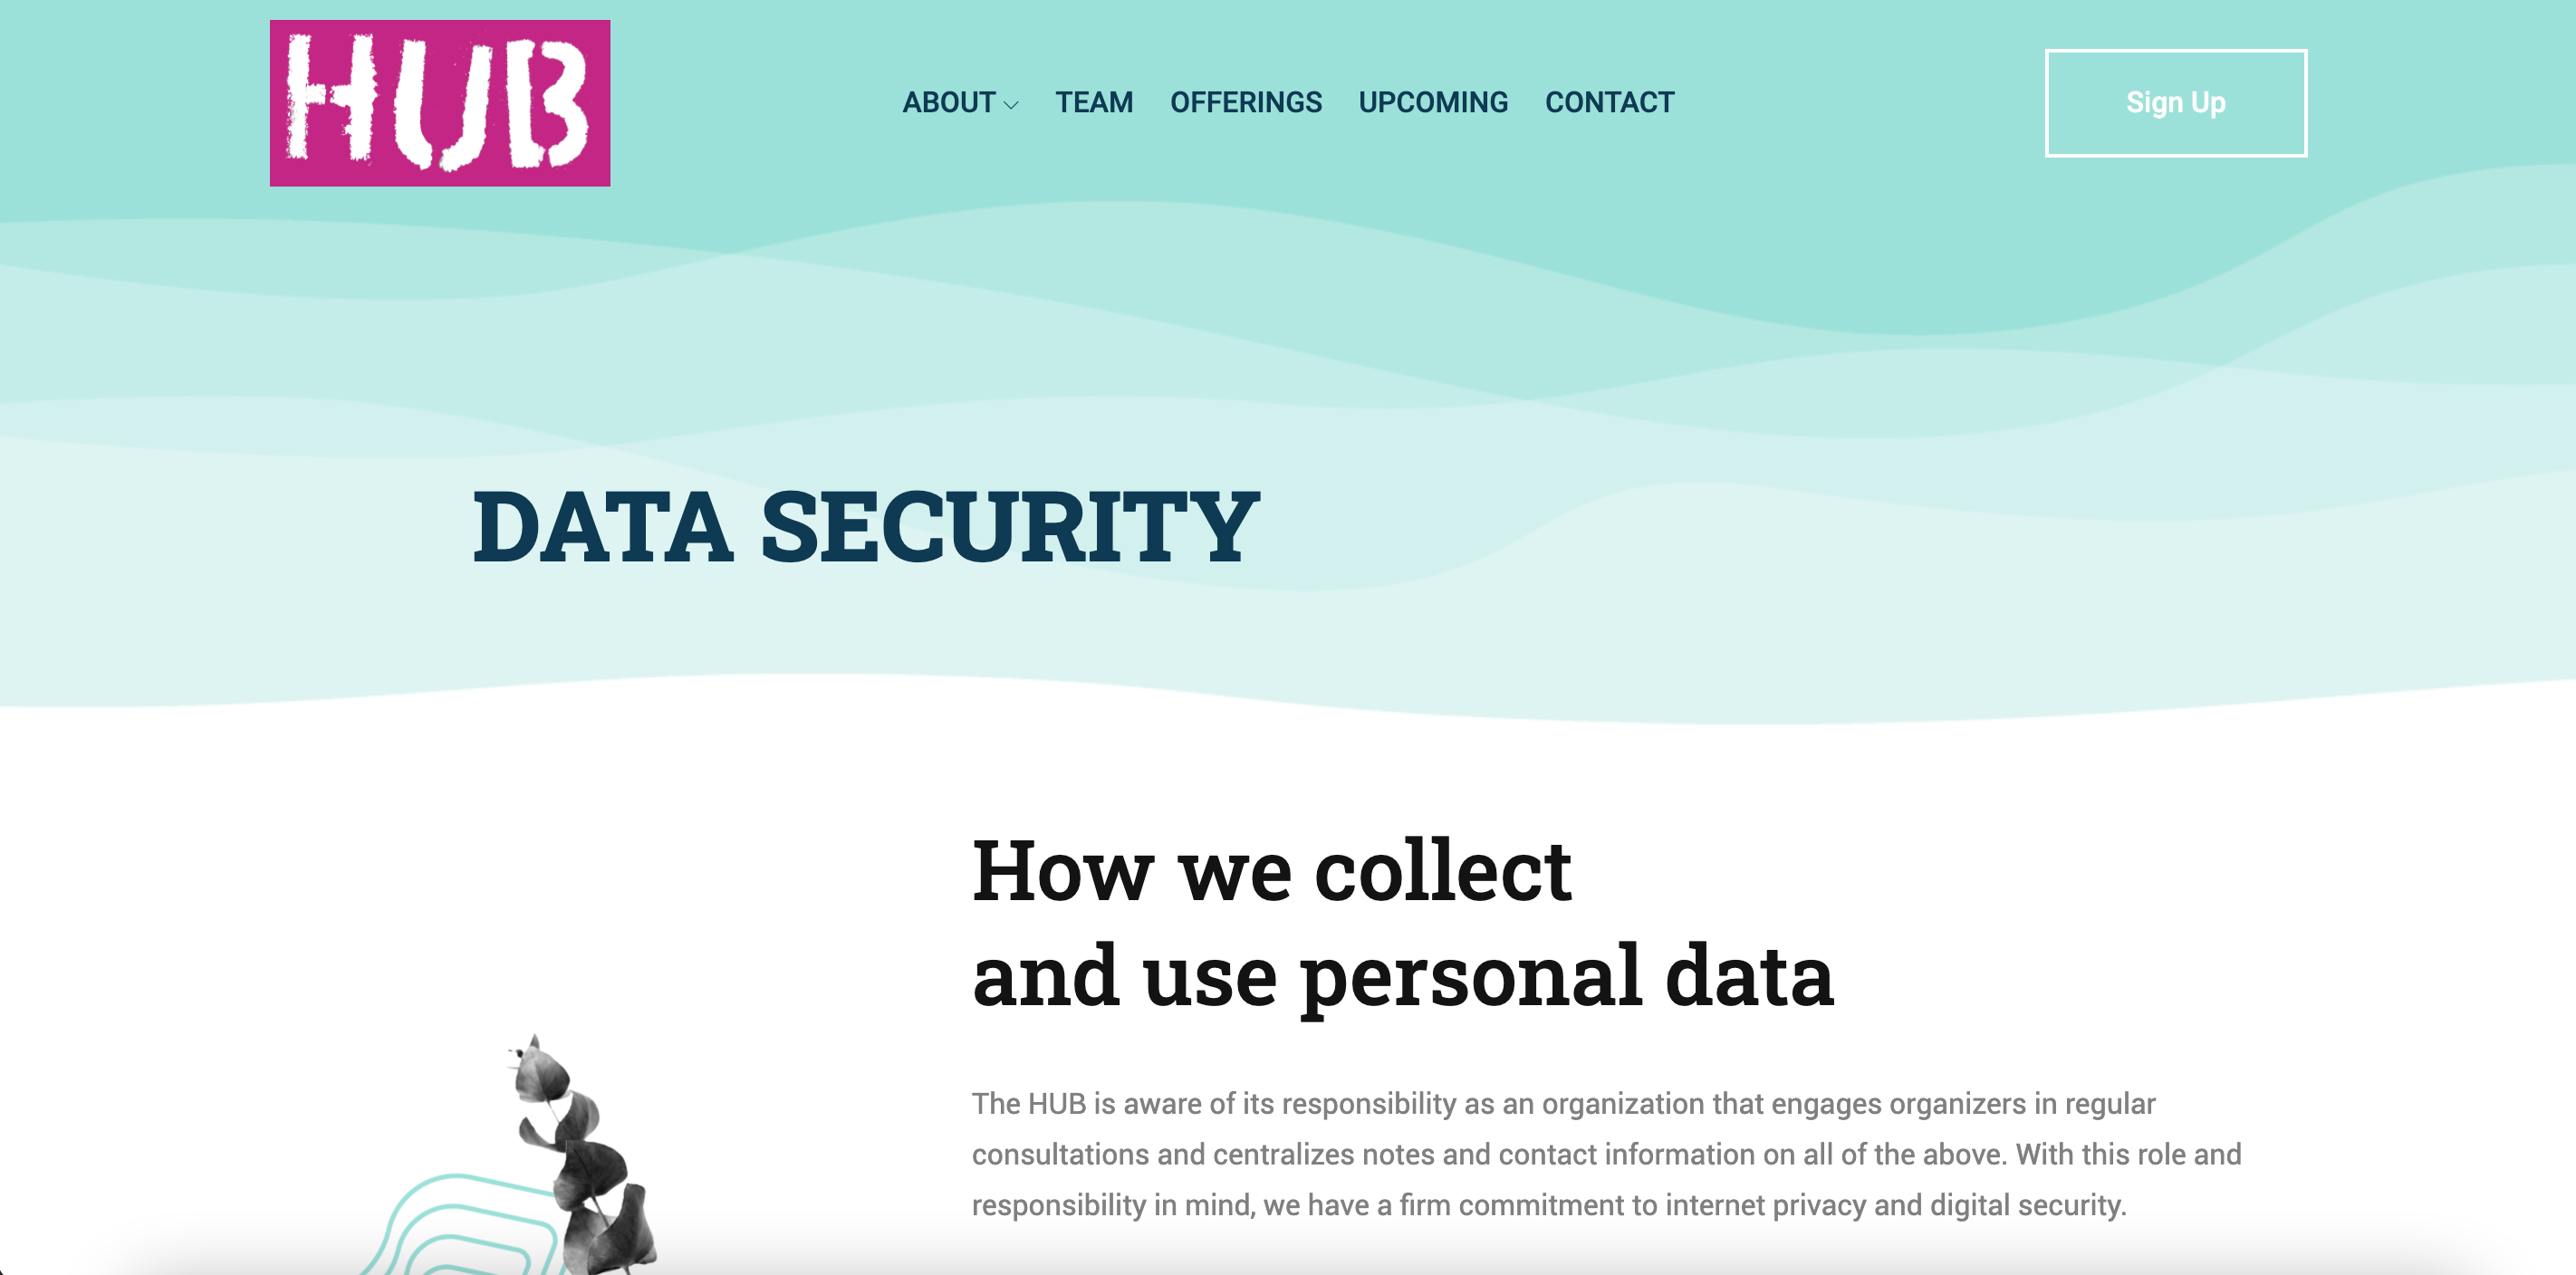 HUB
ABOUT TEAM OFFERINGS UPCOMING CONTACT
Sign Up
DATA SECURITY
How we collect
and use personal data
The HUB is aware of its responsibility as an organization that engages organizers in regular
consultations and centralizes notes and contact information on all of the above. With this role and
responsibility in mind, we have a firm commitment to internet privacy and digital security.